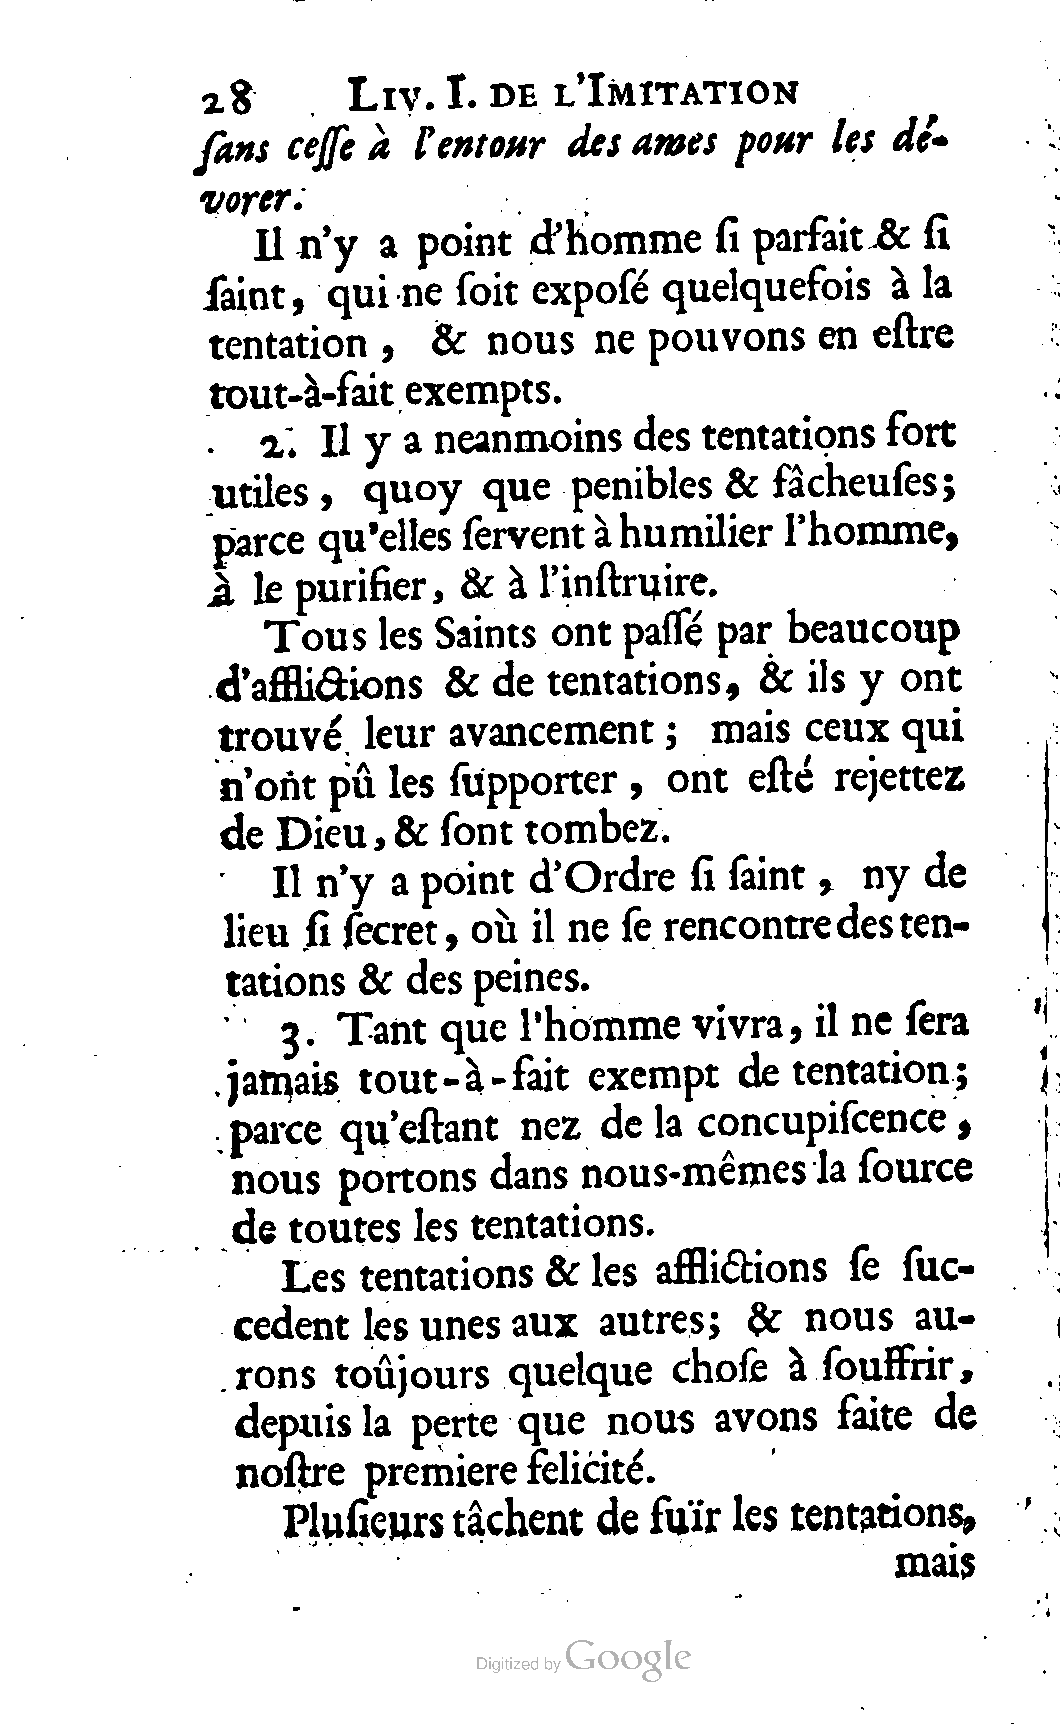 28 LIV. I. DE L'IMITATION
ſans ceſſe à l'entour des ames pour les dé-
vorer.
Il n'y a point d'homme ſi parfait & ſi
ſaint, qui ne ſoit expoſé quelquefois à la
tentation, & nous ne pouvons en eſtre
tout-à-fait exempts.
2. Il y a neanmoins des tentations fort
utiles, quoy que penibles & fâcheuſes;
parce qu'elles ſervent à humilier l'homme,
à le purifier, & à l'inſtruire.
Tous les Saints ont paſſé par beaucoup
d'afflictions & de tentations, & ils y ont
trouvé leur avancement; mais ceux qui
n'ont pû les ſupporter, ont eſté rejettez
de Dieu, & ſont tombez.
Il n'y a point d'Ordre ſi ſaint, ny de
lieu ſi ſecret, où il ne ſe rencontre des ten-
tations & des peines.
3. Tant que l'homme vivra, il ne ſera
jamais tout-à-fait exempt de tentation;
parce qu'eſtant nez de la concupiſcence,
nous portons dans nous-mêmes la ſource
de toutes les tentations.
Les tentations & les afflictions ſe ſuc-
cedent les unes aux autres; & nous au-
rons toûjours quelque choſe à ſouffrir,
depuis la perte que nous avons faite de
noſtre premiere felicité.
Pluſieurs tâchent de fuïr les tentations,
mais
Digitized by Google